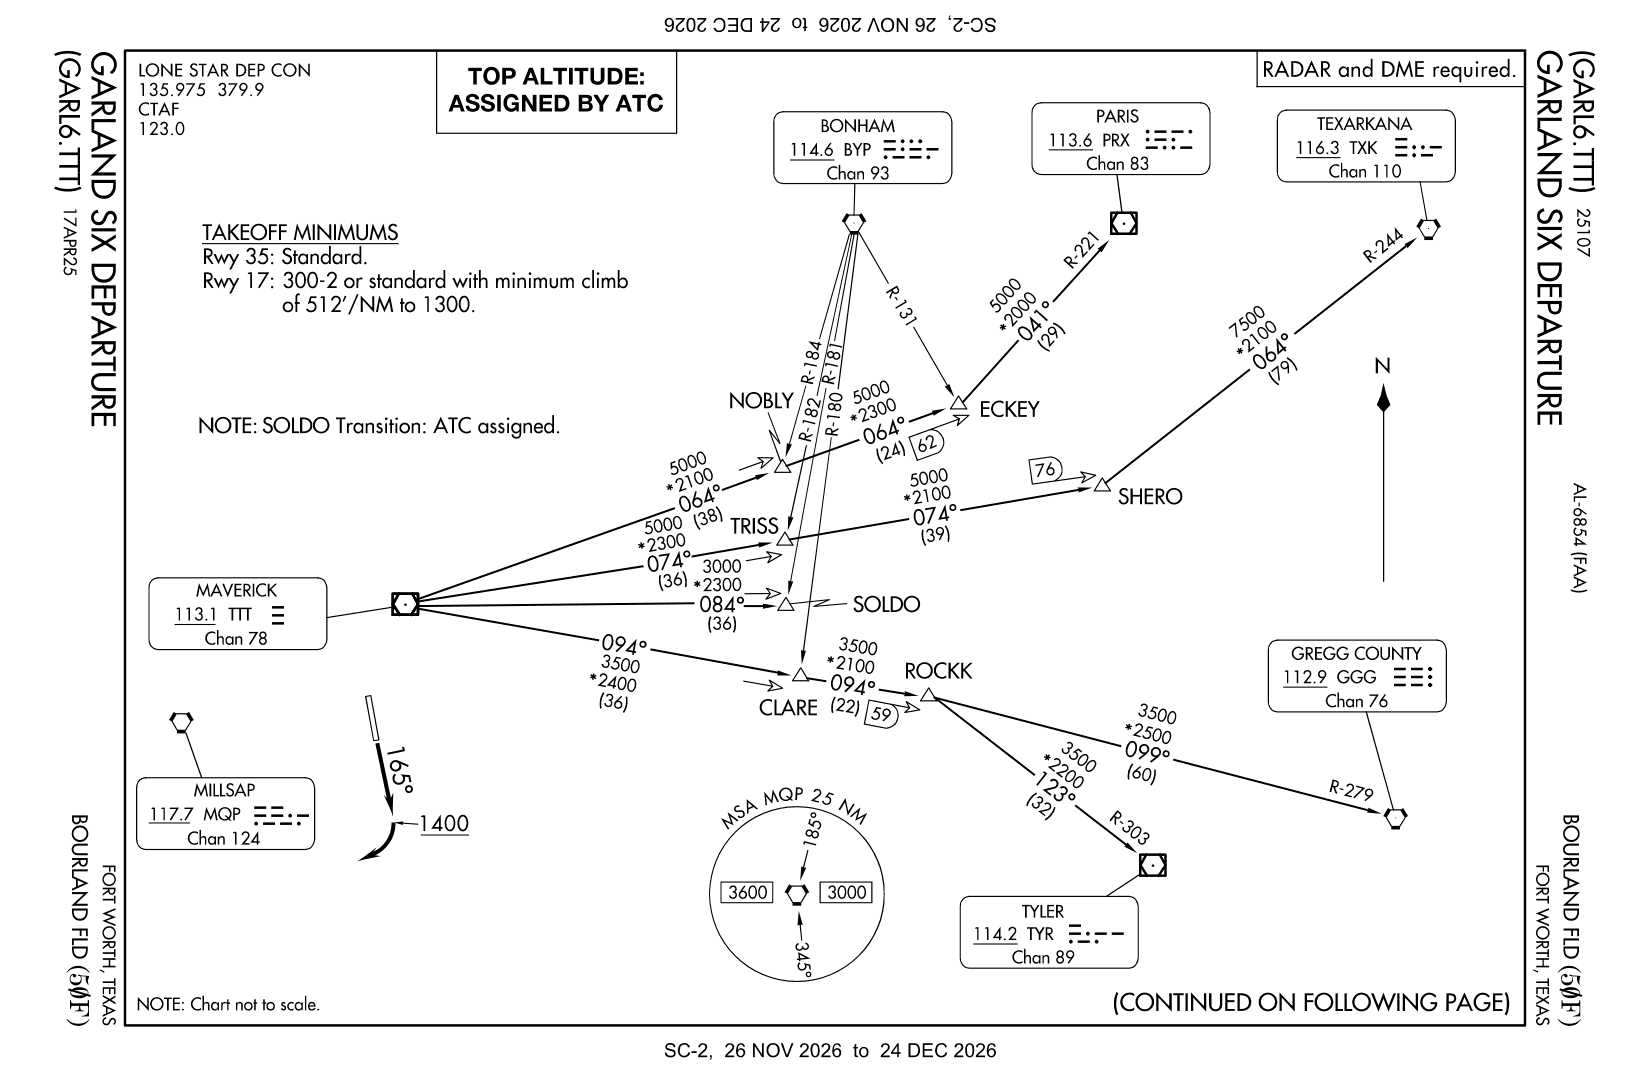 SC-2, 26 NOV 2026 to 24 DEC 2026
(GARL6.TTT) 17APR25
GARLAND SIX DEPARTURE
BOURLAND FLD (5ØF)
FORT WORTH, TEXAS
LONE STAR DEP CON
135.975 379.9
CTAF
123.0
TOP ALTITUDE:
ASSIGNED BY ATC
RADAR and DME required.
BONHAM
114.6 BYP
Chan 93
PARIS
113.6 PRX
Chan 83
TEXARKANA
116.3 TXK
Chan 110
TAKEOFF MINIMUMS
Rwy 35: Standard.
Rwy 17: 300-2 or standard with minimum climb
of 512'/NM to 1300.
NOTE: SOLDO Transition: ATC assigned.
R-131
R-184
R-181
R-182
R-180
R-221
5000
*2000
041°
(29)
R-244
7500
*2100
064°
(79)
N
NOBLY
5000
*2300
064°
(24)
62
ECKEY
5000
*2100
064°
(38)
TRISS
5000
*2300
074°
(36)
5000
*2100
074°
(39)
76
SHERO
3000
*2300
084°
(36)
SOLDO
MAVERICK
113.1 TTT
Chan 78
094°
3500
*2400
(36)
CLARE
3500
*2100
094°
(22)
59
ROCKK
3500
*2500
099°
(60)
R-279
3500
*2200
123°
(32)
R-303
GREGG COUNTY
112.9 GGG
Chan 76
MILLSAP
117.7 MQP
Chan 124
165°
1400
MSA MQP 25 NM
185°
3600
3000
345°
TYLER
114.2 TYR
Chan 89
NOTE: Chart not to scale.
(CONTINUED ON FOLLOWING PAGE)
(GARL6.TTT) 25107
GARLAND SIX DEPARTURE
AL-6854 (FAA)
BOURLAND FLD (5ØF)
FORT WORTH, TEXAS
SC-2, 26 NOV 2026 to 24 DEC 2026